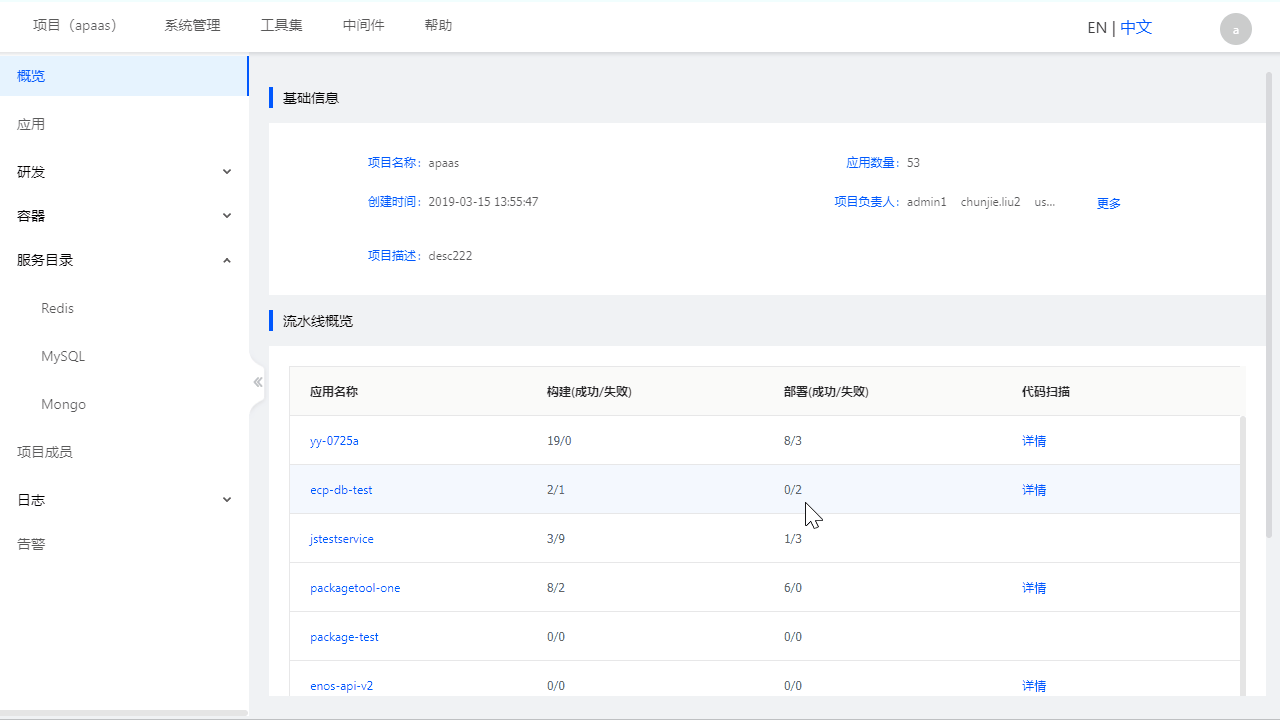 项目（apaas） 系统管理 工具集 中间件 帮助 EN | 中文 a
概览
应用
研发
容器
服务目录
Redis
MySQL
Mongo
项目成员
日志
告警
基础信息
项目名称： apaas 应用数量： 53
创建时间： 2019-03-15 13:55:47 项目负责人： admin1 chunjie.liu2 us... 更多
项目描述： desc222
流水线概览
应用名称 构建(成功/失败) 部署(成功/失败) 代码扫描
yy-0725a 19/0 8/3 详情
ecp-db-test 2/1 0/2 详情
jstestservice 3/9 1/3
packagetool-one 8/2 6/0 详情
package-test 0/0 0/0
enos-api-v2 0/0 0/0 详情